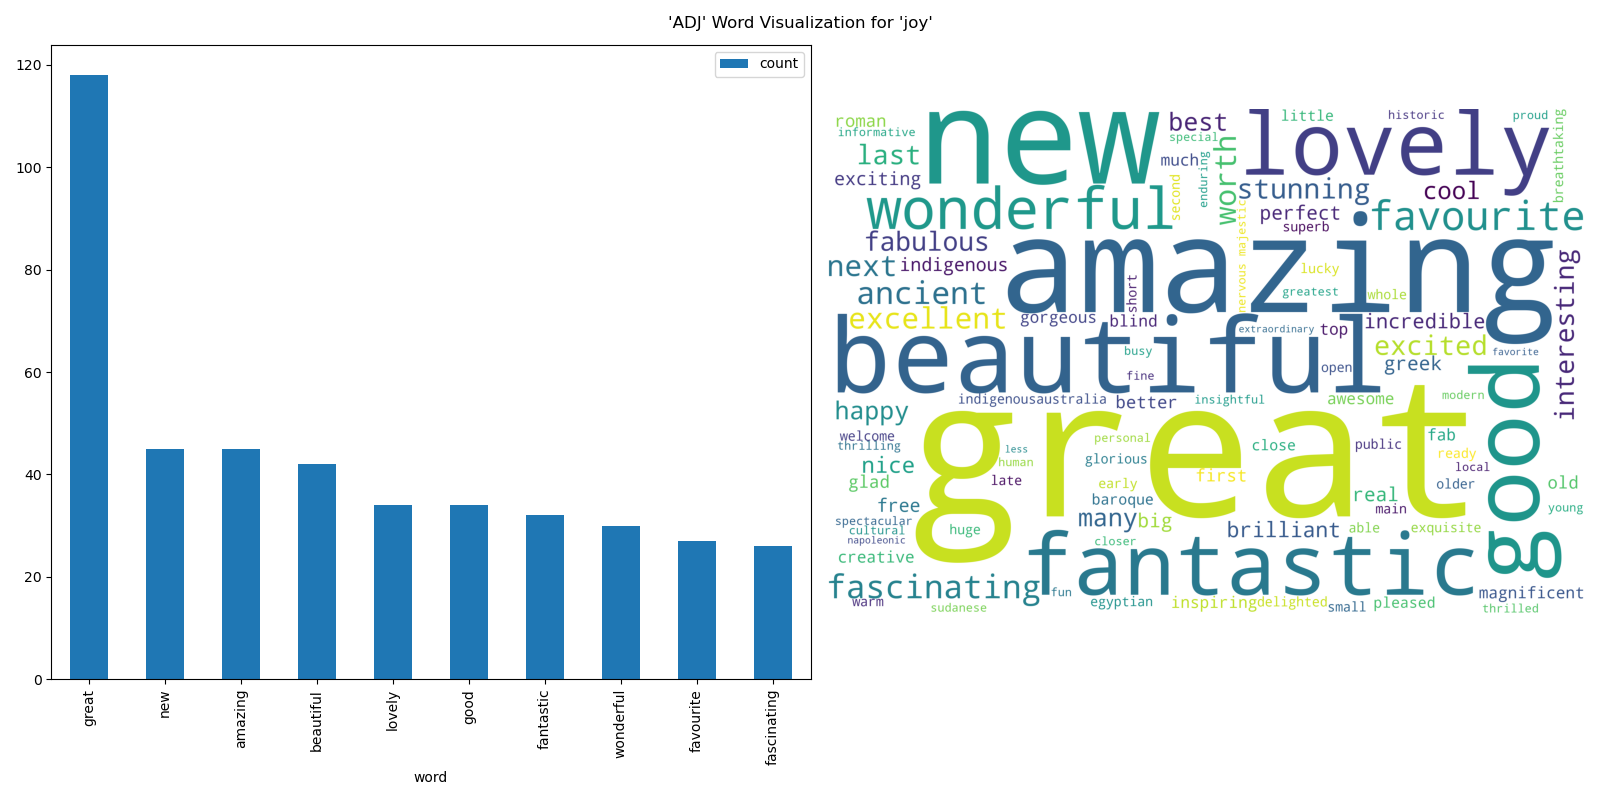 'ADJ' Word Visualization for 'joy'
count
120
100
80
60
40
20
0
great
new
amazing
beautiful
lovely
good
fantastic
wonderful
favourite
fascinating
word
roman
informative
last
exciting
new
best
special
much
worth
enduring
second
lovely
little
historic
proud
breathtaking
wonderful
stunning
cool
perfect
superb
favourite
fabulous
next
indigenous
ancient
excellent
amazing
nervous
majestic
short
lucky
greatest
whole
interesting
gorgeous
blind
extraordinary
top
incredible
beautiful
busy
fine
open
excited
greek
favorite
good
happy
indigenousaustralia
better
insightful
awesome
modern
welcome
thrilling
great
less
personal
close
public
fab
ready
nice
human
glorious
first
local
glad
late
early
older
old
free
baroque
real
main
young
spectacular
cultural
napoleonic
huge
many
big
brilliant
able
exquisite
creative
closer
fantastic
fascinating
fun
magnificent
warm
sudanese
egyptian
inspiring
delighted
small
pleased
thrilled